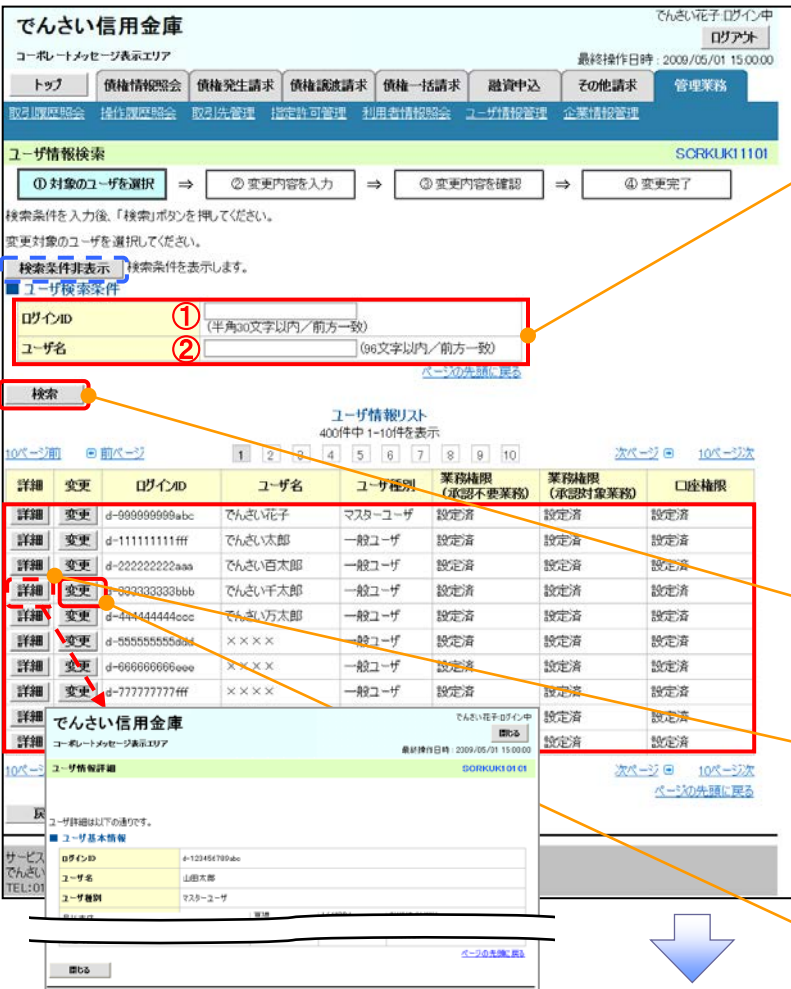 でんさい信用金庫
でんさい花子 ログイン中
ログアウト
コーポレートメッセージ表示エリア
最終操作日時：2009/05/01 15:00:00
トップ 債権情報照会 債権発生請求 債権譲渡請求 債権一括請求 融資申込 その他請求 管理業務
取引履歴照会 操作履歴照会 取引先管理 指定許可管理 利用者情報照会 ユーザ情報管理 企業情報管理
ユーザ情報検索 SCRKUK11101
① 対象のユーザを選択 ⇒ ② 変更内容を入力 ⇒ ③ 変更内容を確認 ⇒ ④ 変更完了
検索条件を入力後、「検索」ボタンを押してください。
変更対象のユーザを選択してください。
検索条件非表示 検索条件を表示します。
■ ユーザ検索条件
ログインID ① (半角30文字以内／前方一致)
ユーザ名 ② (96文字以内／前方一致)
ページの先頭に戻る
検索
ユーザ情報リスト
400件中 1-10件を表示
10ページ前 前ページ 1 2 3 4 5 6 7 8 9 10 次ページ 10ページ次
詳細 変更 ログインID ユーザ名 ユーザ種別 業務権限(承認不要業務) 業務権限(承認対象業務) 口座権限
詳細 変更 d-999999999abc でんさい花子 マスターユーザ 設定済 設定済 設定済
詳細 変更 d-111111111fff でんさい太郎 一般ユーザ 設定済 設定済 設定済
詳細 変更 d-222222222aaa でんさい百太郎 一般ユーザ 設定済 設定済 設定済
詳細 変更 d-333333333bbb でんさい千太郎 一般ユーザ 設定済 設定済 設定済
詳細 変更 d-444444444ccc でんさい万太郎 一般ユーザ 設定済 設定済 設定済
詳細 変更 d-555555555ddd ×××× 一般ユーザ 設定済 設定済 設定済
詳細 変更 d-666666666eee ×××× 一般ユーザ 設定済 設定済 設定済
詳細 変更 d-777777777fff ×××× 一般ユーザ 設定済 設定済 設定済
詳細 設定済 設定済
詳細 設定済 設定済
次ページ 10ページ次
ページの先頭に戻る
サービス
でんさい
TEL:01
でんさい信用金庫
でんさい花子 ログイン中
閉じる
コーポレートメッセージ表示エリア
最終操作日時：2009/05/01 15:00:00
ユーザ情報詳細 SCRKUK10101
ユーザ詳細は以下の通りです。
■ ユーザ基本情報
ログインID d-123456789abc
ユーザ名 山田太郎
ユーザ種別 マスターユーザ
ページの先頭に戻る
閉じる